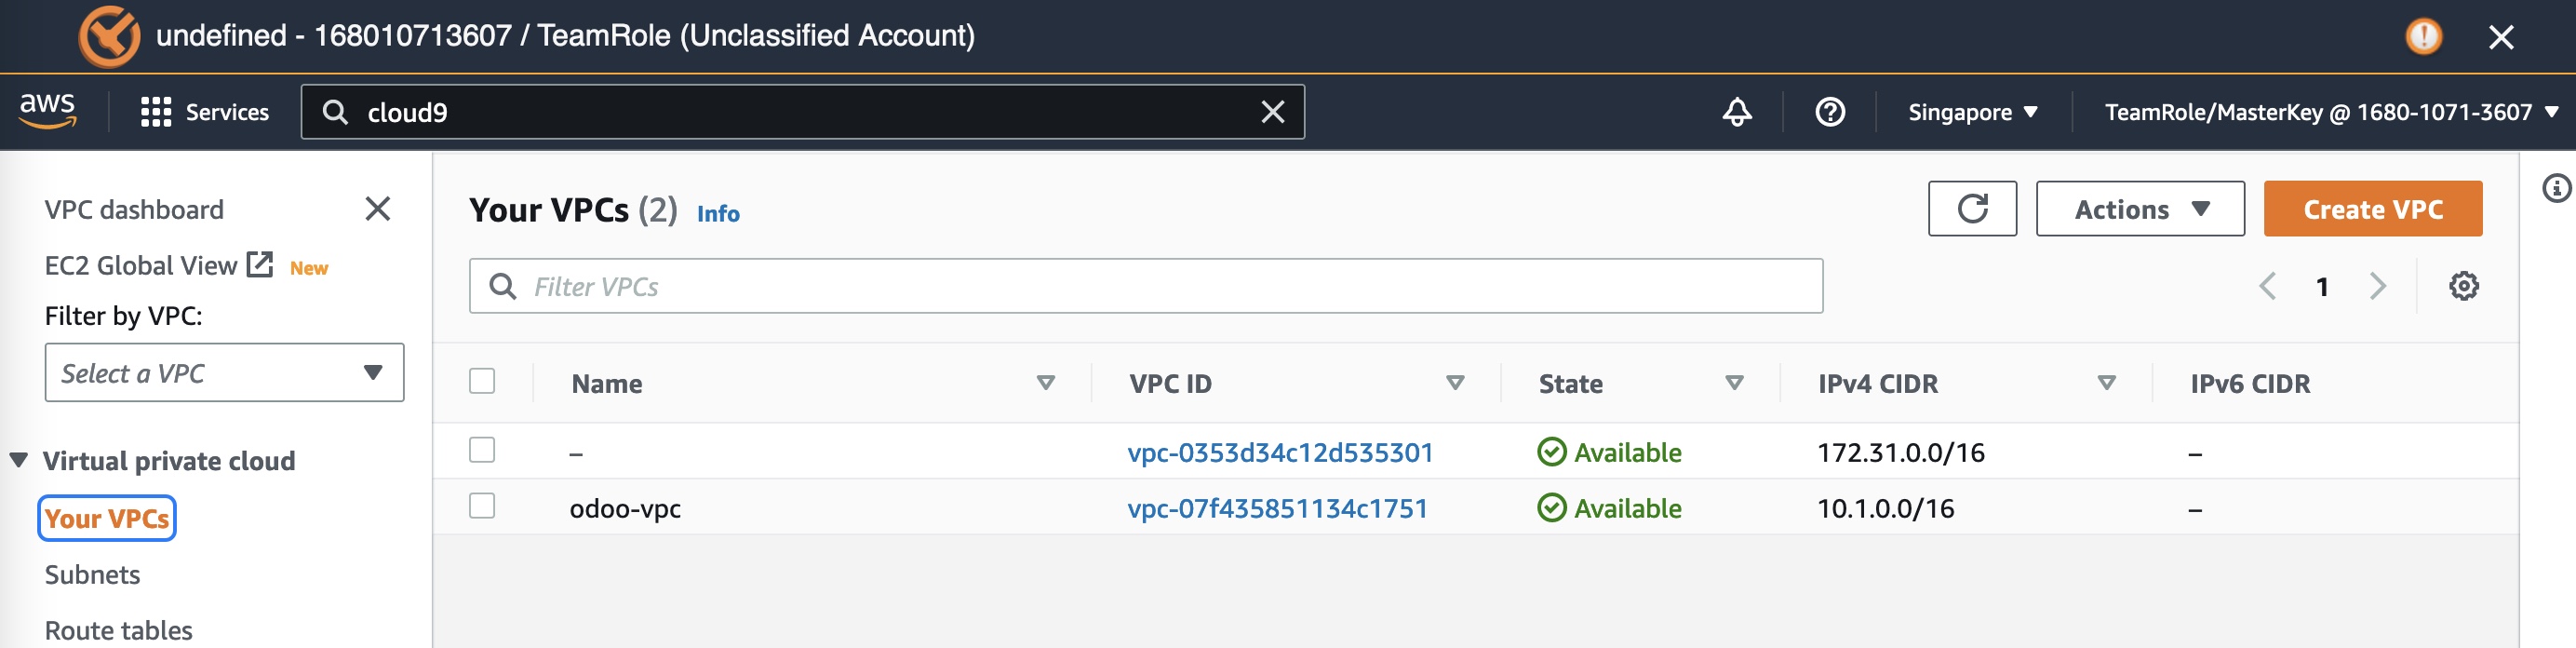 undefined - 168010713607 / TeamRole (Unclassified Account)
aws Services cloud9 Singapore TeamRole/MasterKey @ 1680-1071-3607
VPC dashboard
EC2 Global View New
Filter by VPC:
Select a VPC
Virtual private cloud
Your VPCs
Subnets
Route tables
Your VPCs (2) Info
Actions
Create VPC
Filter VPCs
1
Name VPC ID State IPv4 CIDR IPv6 CIDR
– vpc-0353d34c12d535301 Available 172.31.0.0/16 –
odoo-vpc vpc-07f435851134c1751 Available 10.1.0.0/16 –